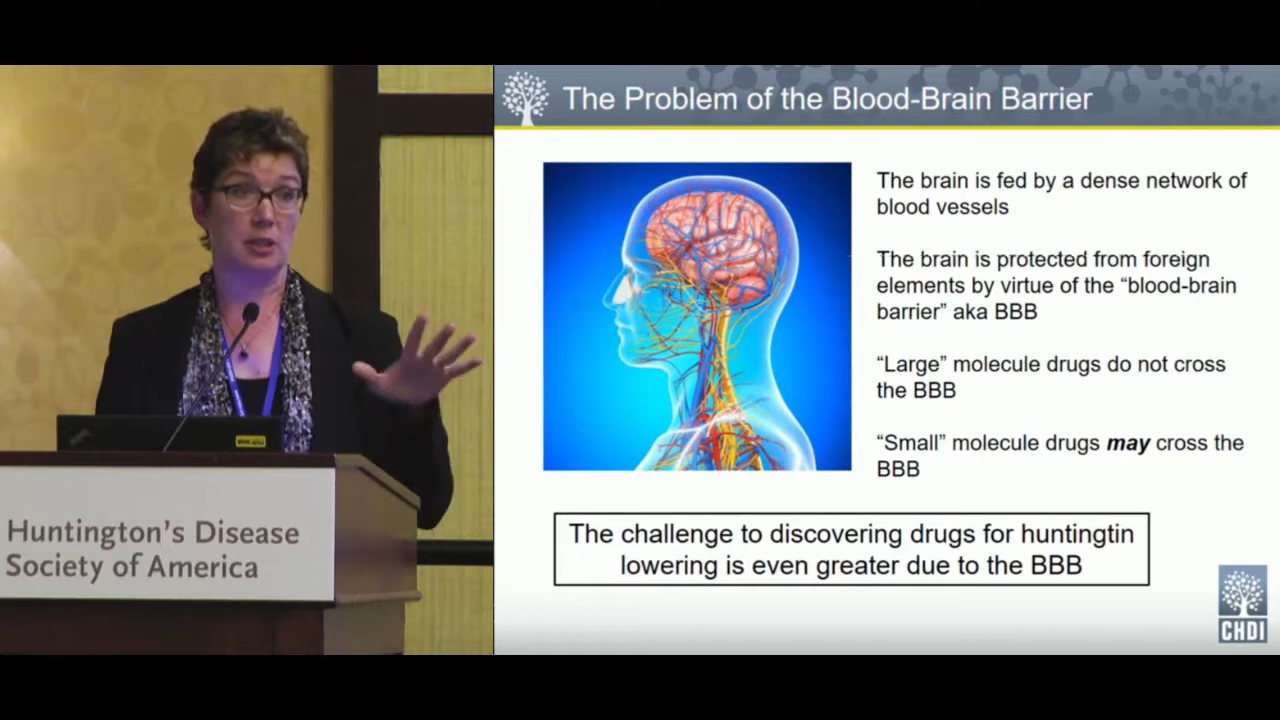 The Problem of the Blood-Brain Barrier
The brain is fed by a dense network of
blood vessels
The brain is protected from foreign
elements by virtue of the “blood-brain
barrier” aka BBB
“Large” molecule drugs do not cross
the BBB
“Small” molecule drugs may cross the
BBB
The challenge to discovering drugs for huntingtin
lowering is even greater due to the BBB
CHDI
Huntington's Disease
Society of America